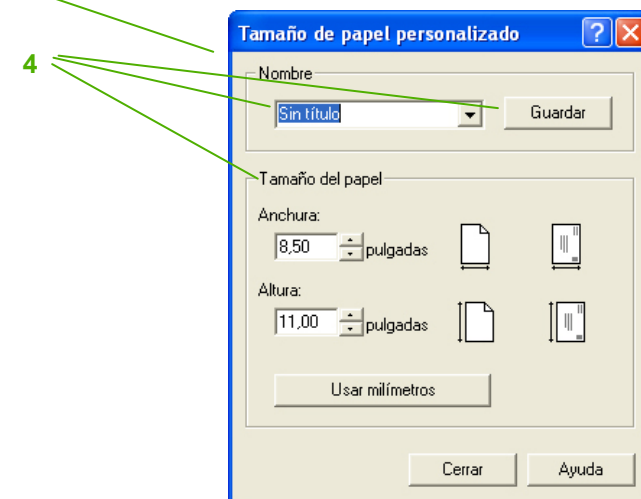 Tamaño de papel personalizado
4
Nombre
Sin título
Guardar
Tamaño del papel
Anchura:
8,50 pulgadas
Altura:
11,00 pulgadas
Usar milímetros
Cerrar Ayuda